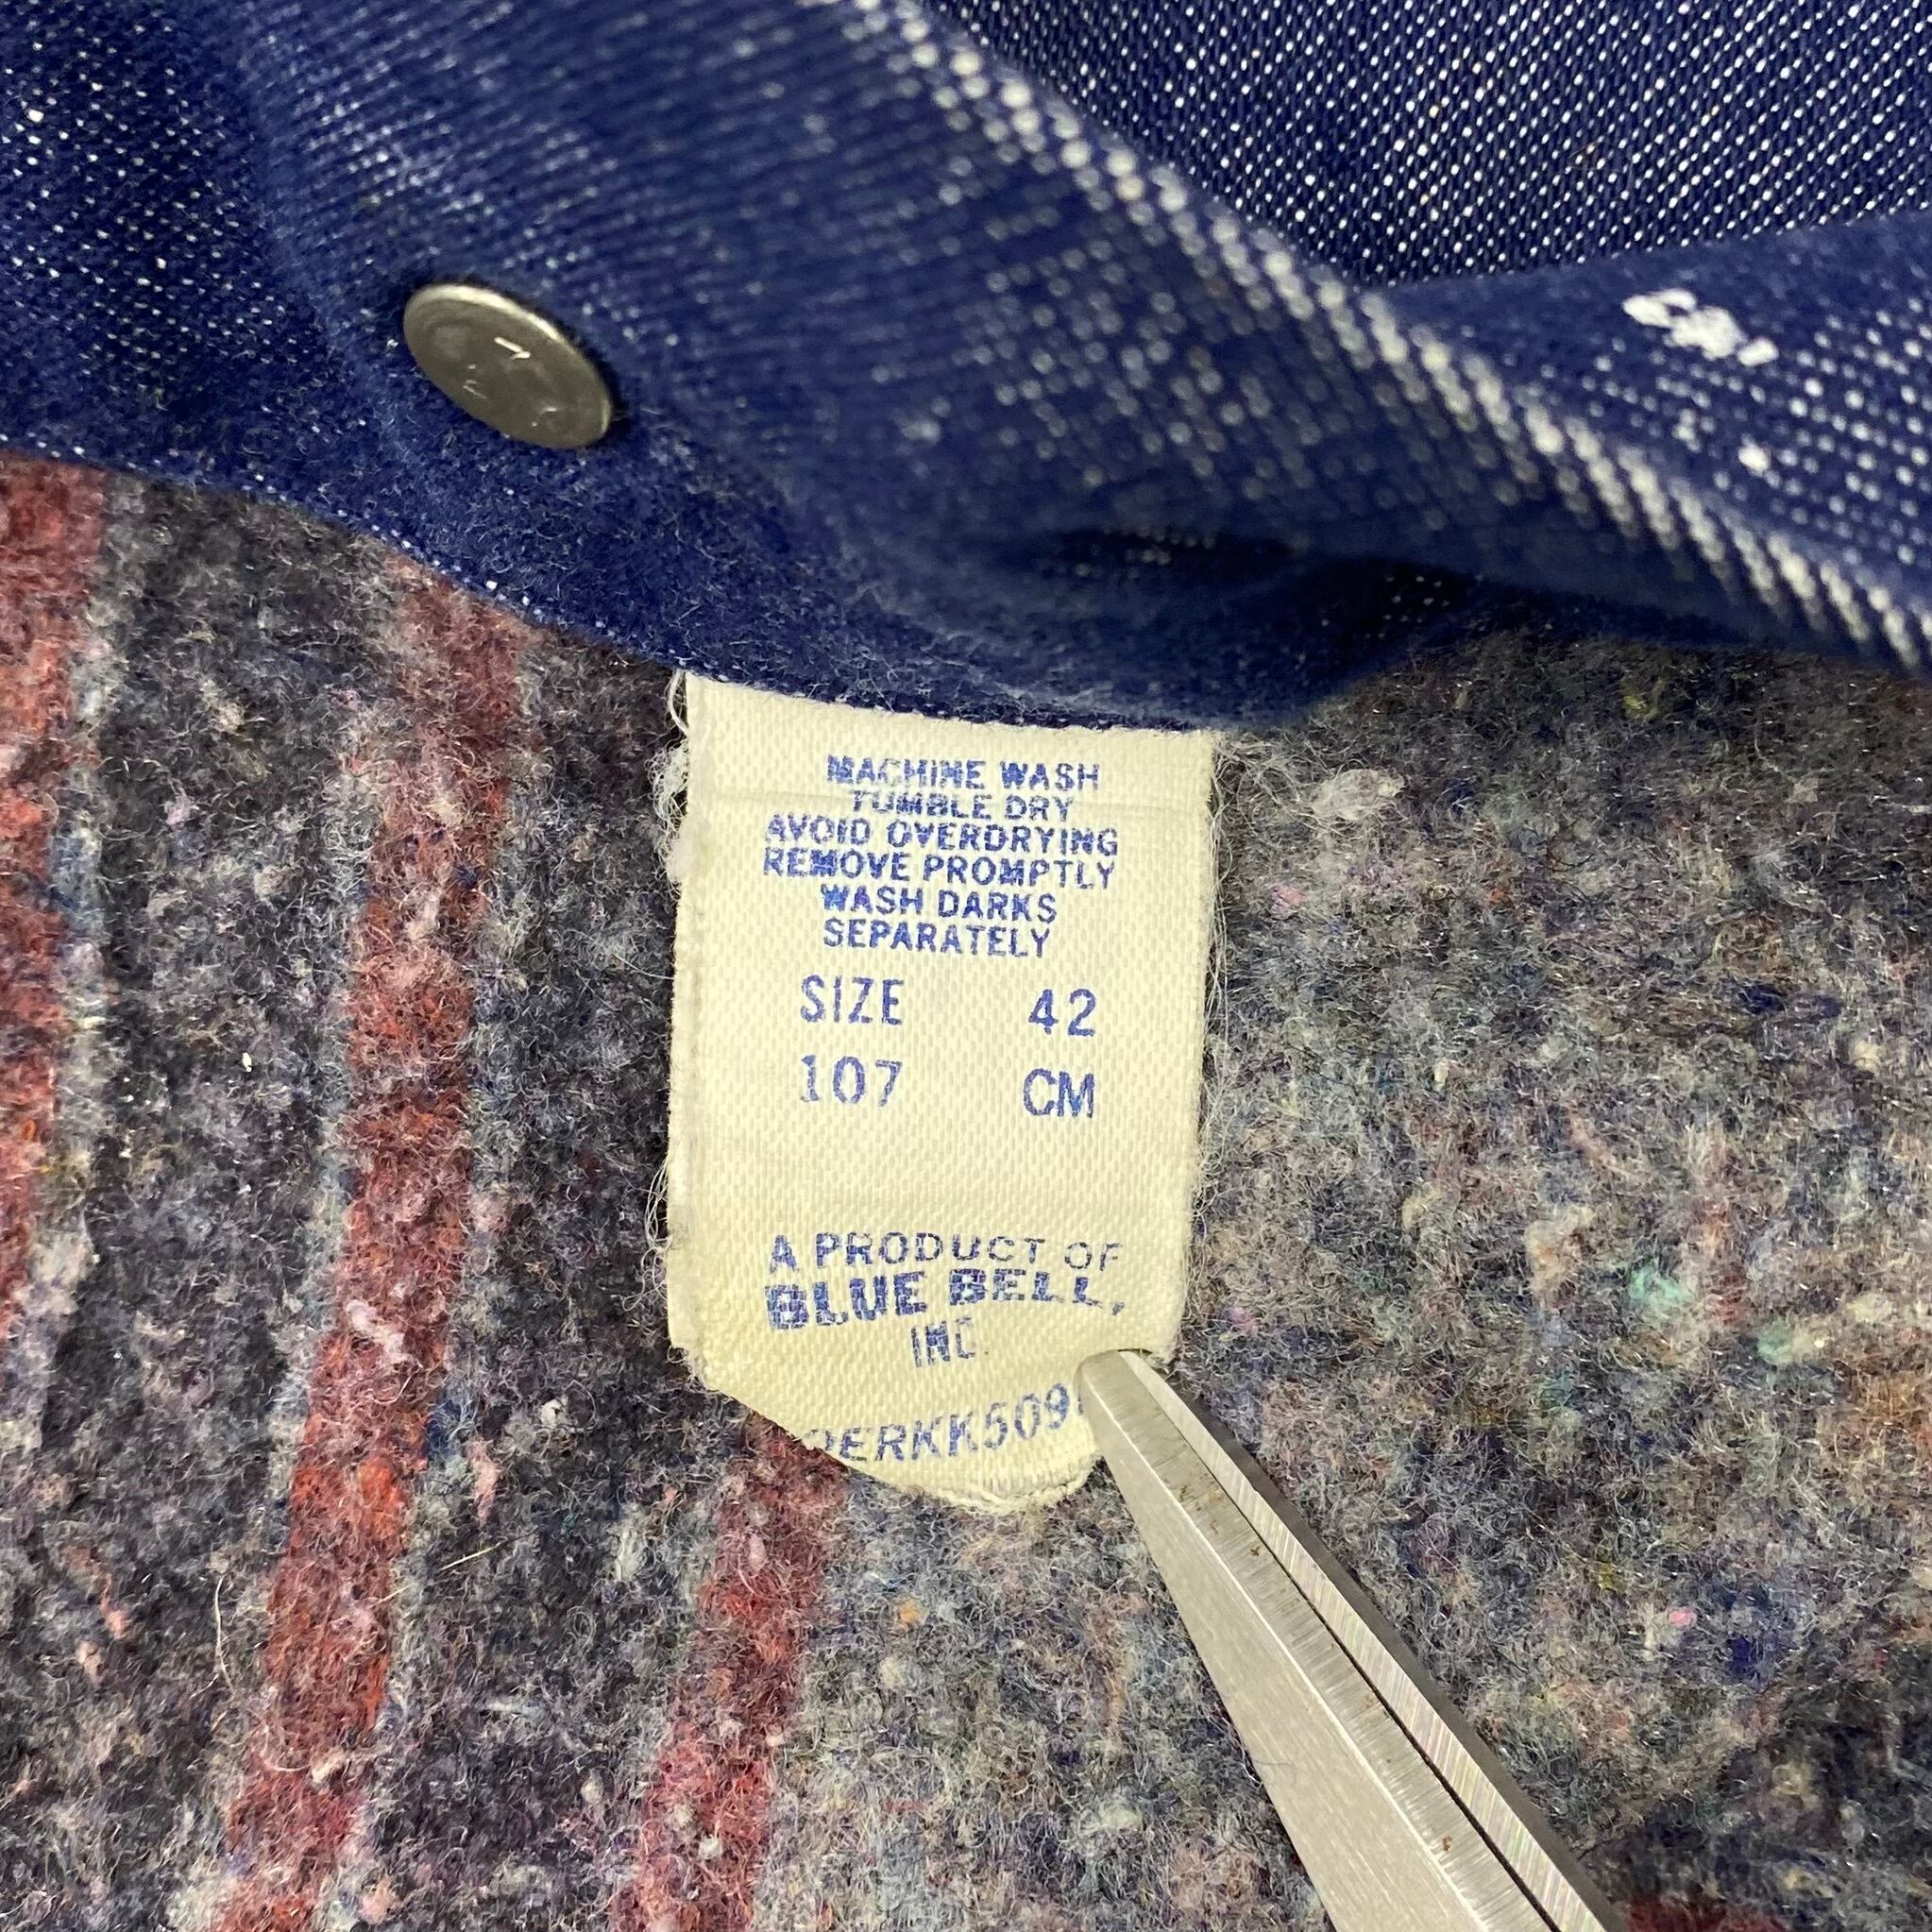 MACHINE WASH
TUMBLE DRY
AVOID OVERDRYING
REMOVE PROMPTLY
WASH DARKS
SEPARATELY
SIZE 42
107 CM
A PRODUCT OF
BLUE BELL,
INC.